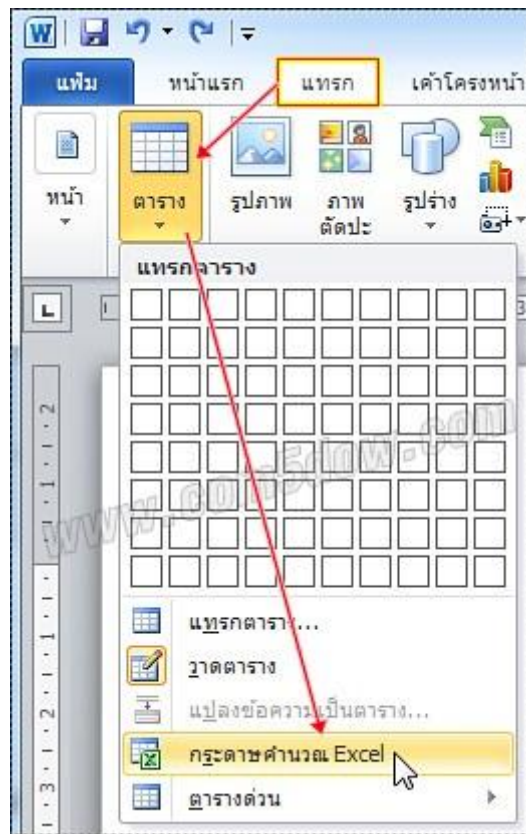 แฟ้ม หน้าแรก แทรก เค้าโครงหน้า
หน้า ตาราง รูปภาพ ภาพ รูปร่าง
ตัดปะ
แทรกตาราง
www.com5dow.com
แทรกตาราง...
วาดตาราง
แปลงข้อความเป็นตาราง...
กระดาษคำนวณ Excel
ตารางด่วน